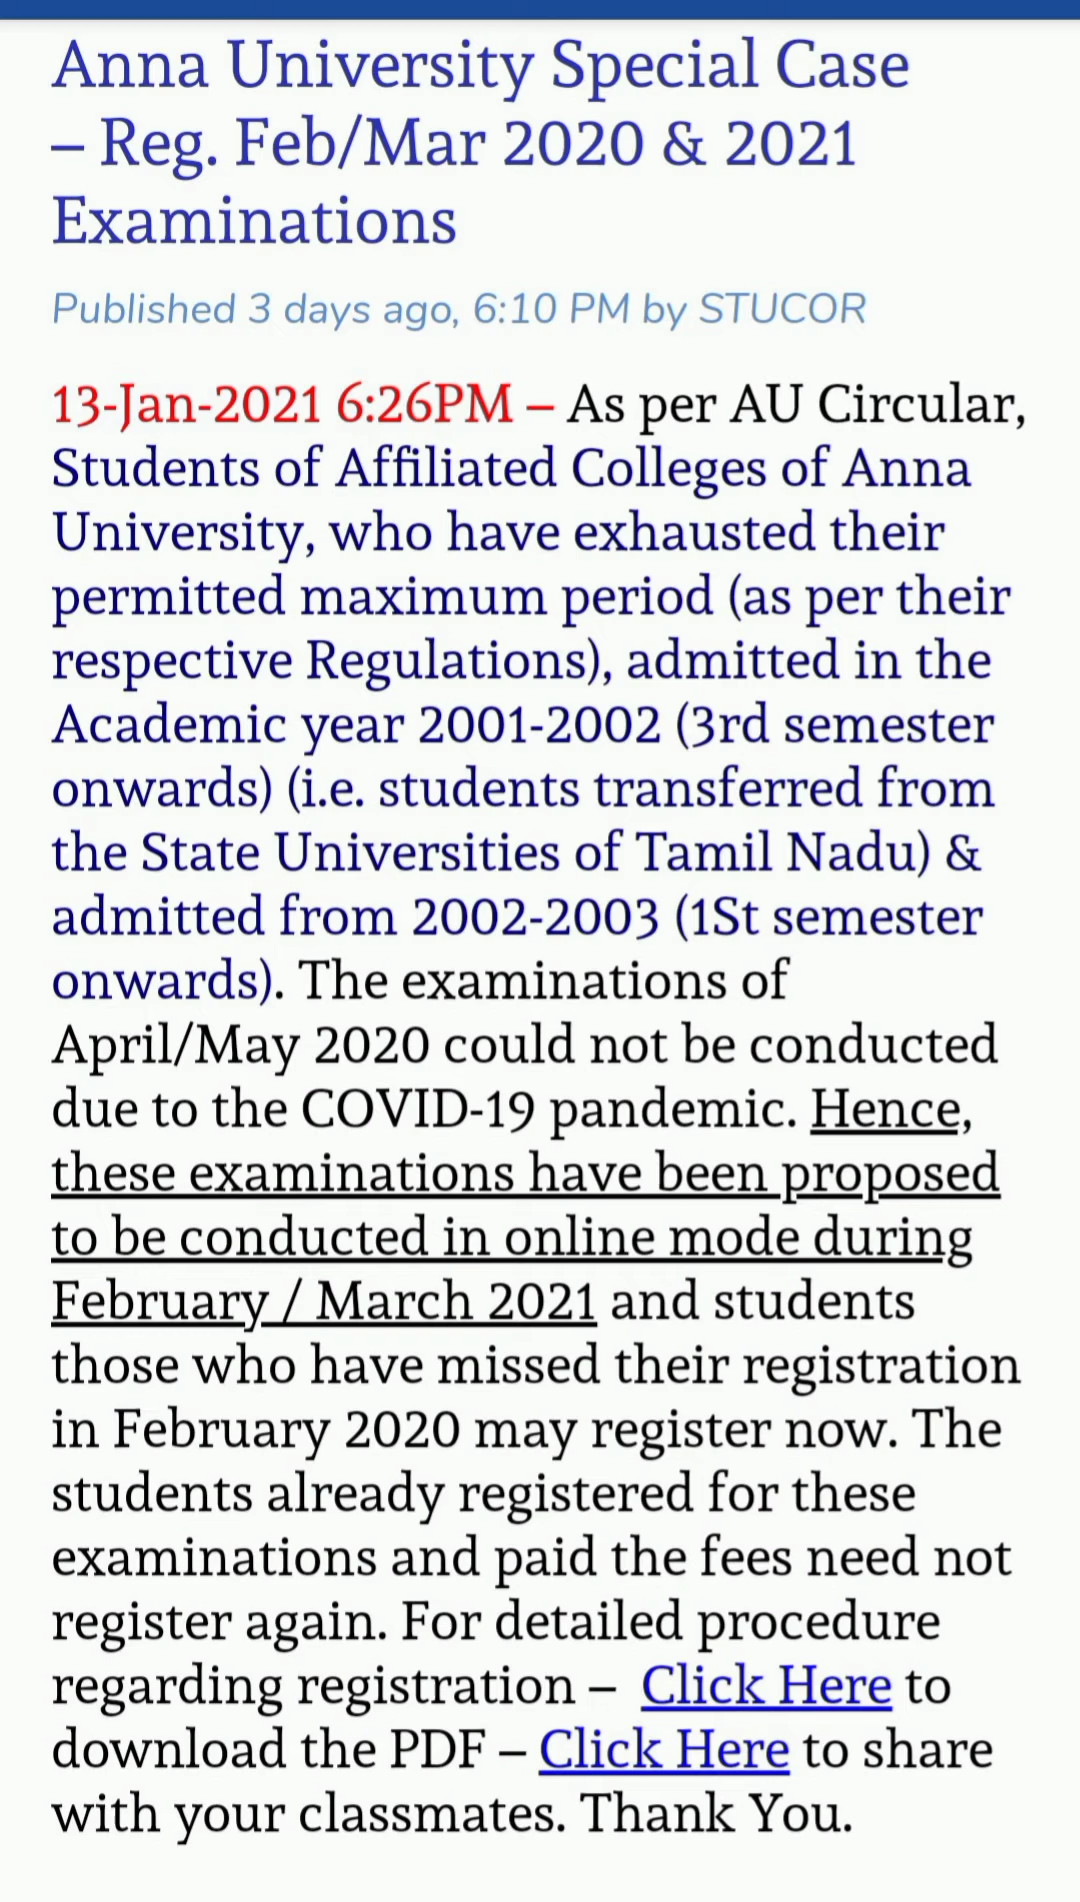 Anna University Special Case
– Reg. Feb/Mar 2020 & 2021
Examinations
Published 3 days ago, 6:10 PM by STUCOR
13-Jan-2021 6:26PM – As per AU Circular,
Students of Affiliated Colleges of Anna
University, who have exhausted their
permitted maximum period (as per their
respective Regulations), admitted in the
Academic year 2001-2002 (3rd semester
onwards) (i.e. students transferred from
the State Universities of Tamil Nadu) &
admitted from 2002-2003 (1St semester
onwards). The examinations of
April/May 2020 could not be conducted
due to the COVID-19 pandemic. Hence,
these examinations have been proposed
to be conducted in online mode during
February / March 2021 and students
those who have missed their registration
in February 2020 may register now. The
students already registered for these
examinations and paid the fees need not
register again. For detailed procedure
regarding registration – Click Here to
download the PDF – Click Here to share
with your classmates. Thank You.